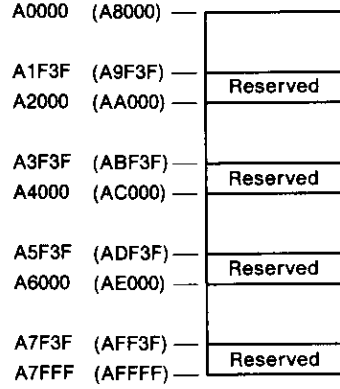 A0000 (A8000)
A1F3F (A9F3F)
Reserved
A2000 (AA000)
A3F3F (ABF3F)
Reserved
A4000 (AC000)
A5F3F (ADF3F)
Reserved
A6000 (AE000)
A7F3F (AFF3F)
Reserved
A7FFF (AFFFF)